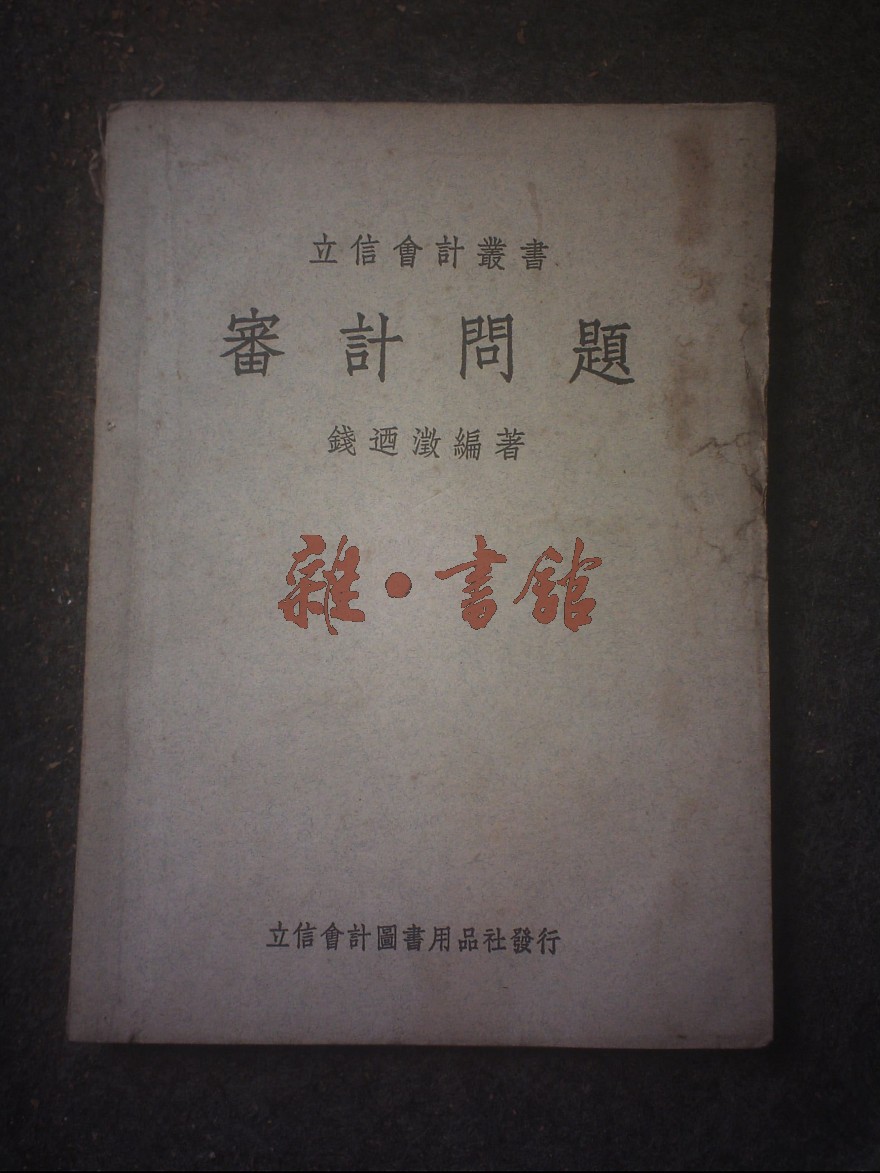 立信會計叢書
審計問題
錢迺澂編著
雜·書館
立信會計圖書用品社發行